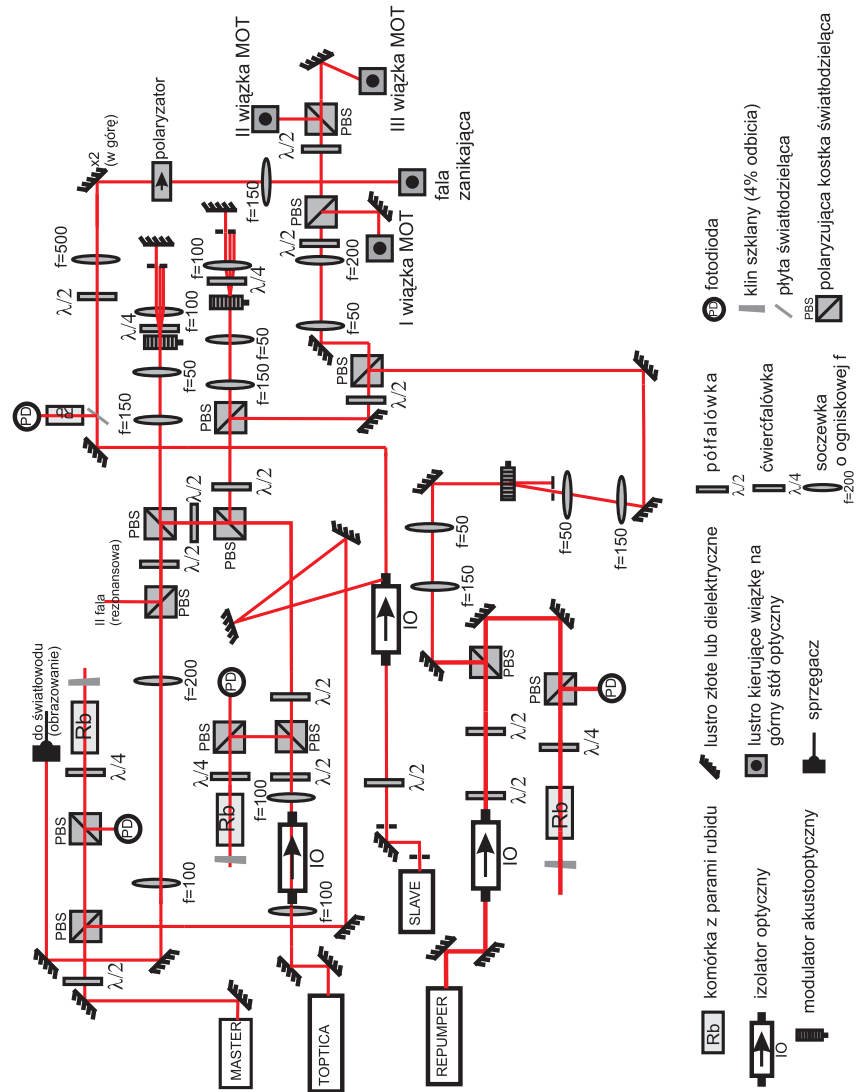 x2
(w górę)
polaryzator
II wiązka MOT
III wiązka MOT
λ/2
PBS
f=150
fala
zanikająca
PBS
λ/2
f=200
I wiązka MOT
f=500
λ/2
f=100
λ/4
f=50
f=150
f=100
λ/4
f=50
f=150
PBS
f=50
PBS
λ/2
PD
λ/2
PBS
λ/2
PBS
λ/2
II fala
(rezonansowa)
PBS
do światłowodu
(obrazowanie)
f=200
Rb
λ/4
PBS
PD
f=100
PBS
λ/2
MASTER
PD
PBS
λ/4
Rb
λ/2
PBS
λ/2
f=100
IO
f=100
TOPTICA
IO
λ/2
SLAVE
f=50
f=150
f=50
f=150
PBS
λ/2
λ/2
IO
REPUMPER
PBS
PD
λ/4
Rb
Rb
komórka z parami rubidu
IO
izolator optyczny
modulator akustooptyczny
lustro złote lub dielektryczne
lustro kierujące wiązkę na
górny stół optyczny
sprzęgacz
λ/2
półfalówka
λ/4
ćwierćfalówka
f=200
soczewka
o ogniskowej f
PD
fotodioda
klin szklany (4% odbicia)
płyta światłodzieląca
PBS
polaryzująca kostka światłodzieląca